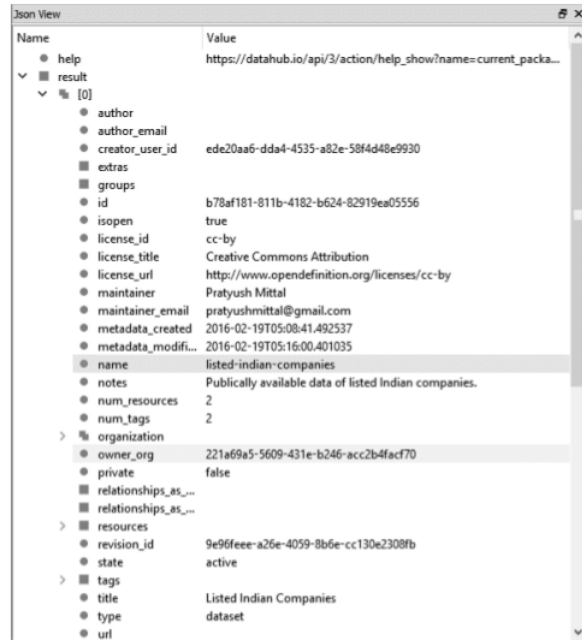 Json View
Name Value
help https://datahub.io/api/3/action/help_show?name=current_packa...
result
[0]
author
author_email
creator_user_id ede20aa6-dda4-4535-a82e-58f4d48e9930
extras
groups
id b78af181-811b-4182-b624-82919ea05556
isopen true
license_id cc-by
license_title Creative Commons Attribution
license_url http://www.opendefinition.org/licenses/cc-by
maintainer Pratyush Mittal
maintainer_email pratyushmittal@gmail.com
metadata_created 2016-02-19T05:08:41.492537
metadata_modifi... 2016-02-19T05:16:00.401035
name listed-indian-companies
notes Publically available data of listed Indian companies.
num_resources 2
num_tags 2
organization
owner_org 221a69a5-5609-431e-b246-acc2b4facf70
private false
relationships_as_...
relationships_as_...
resources
revision_id 9e96feee-a26e-4059-8b6e-cc130e2308fb
state active
tags
title Listed Indian Companies
type dataset
url